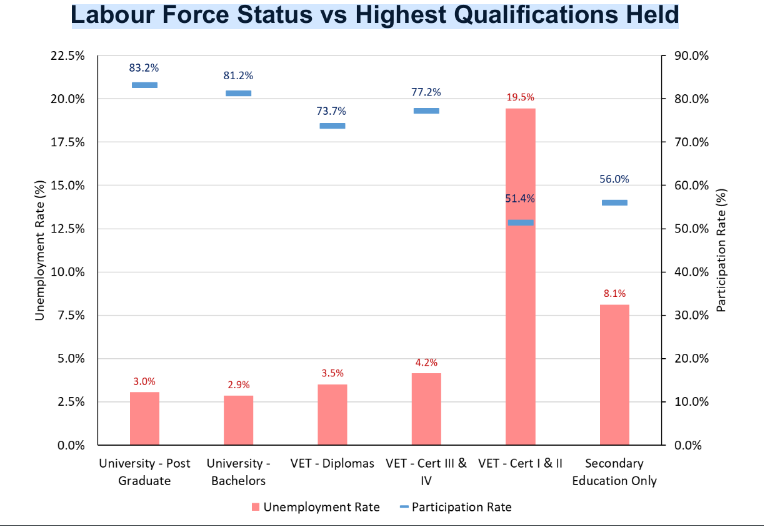 Labour Force Status vs Highest Qualifications Held
22.5%
20.0%
17.5%
15.0%
12.5%
10.0%
7.5%
5.0%
2.5%
0.0%
Unemployment Rate (%)
83.2%
81.2%
73.7%
77.2%
19.5%
51.4%
56.0%
3.0%
2.9%
3.5%
4.2%
8.1%
90.0%
80.0%
70.0%
60.0%
50.0%
40.0%
30.0%
20.0%
10.0%
0.0%
Participation Rate (%)
University - Post
Graduate
University -
Bachelors
VET - Diplomas
VET - Cert III &
IV
VET - Cert I & II
Secondary
Education Only
Unemployment Rate
Participation Rate